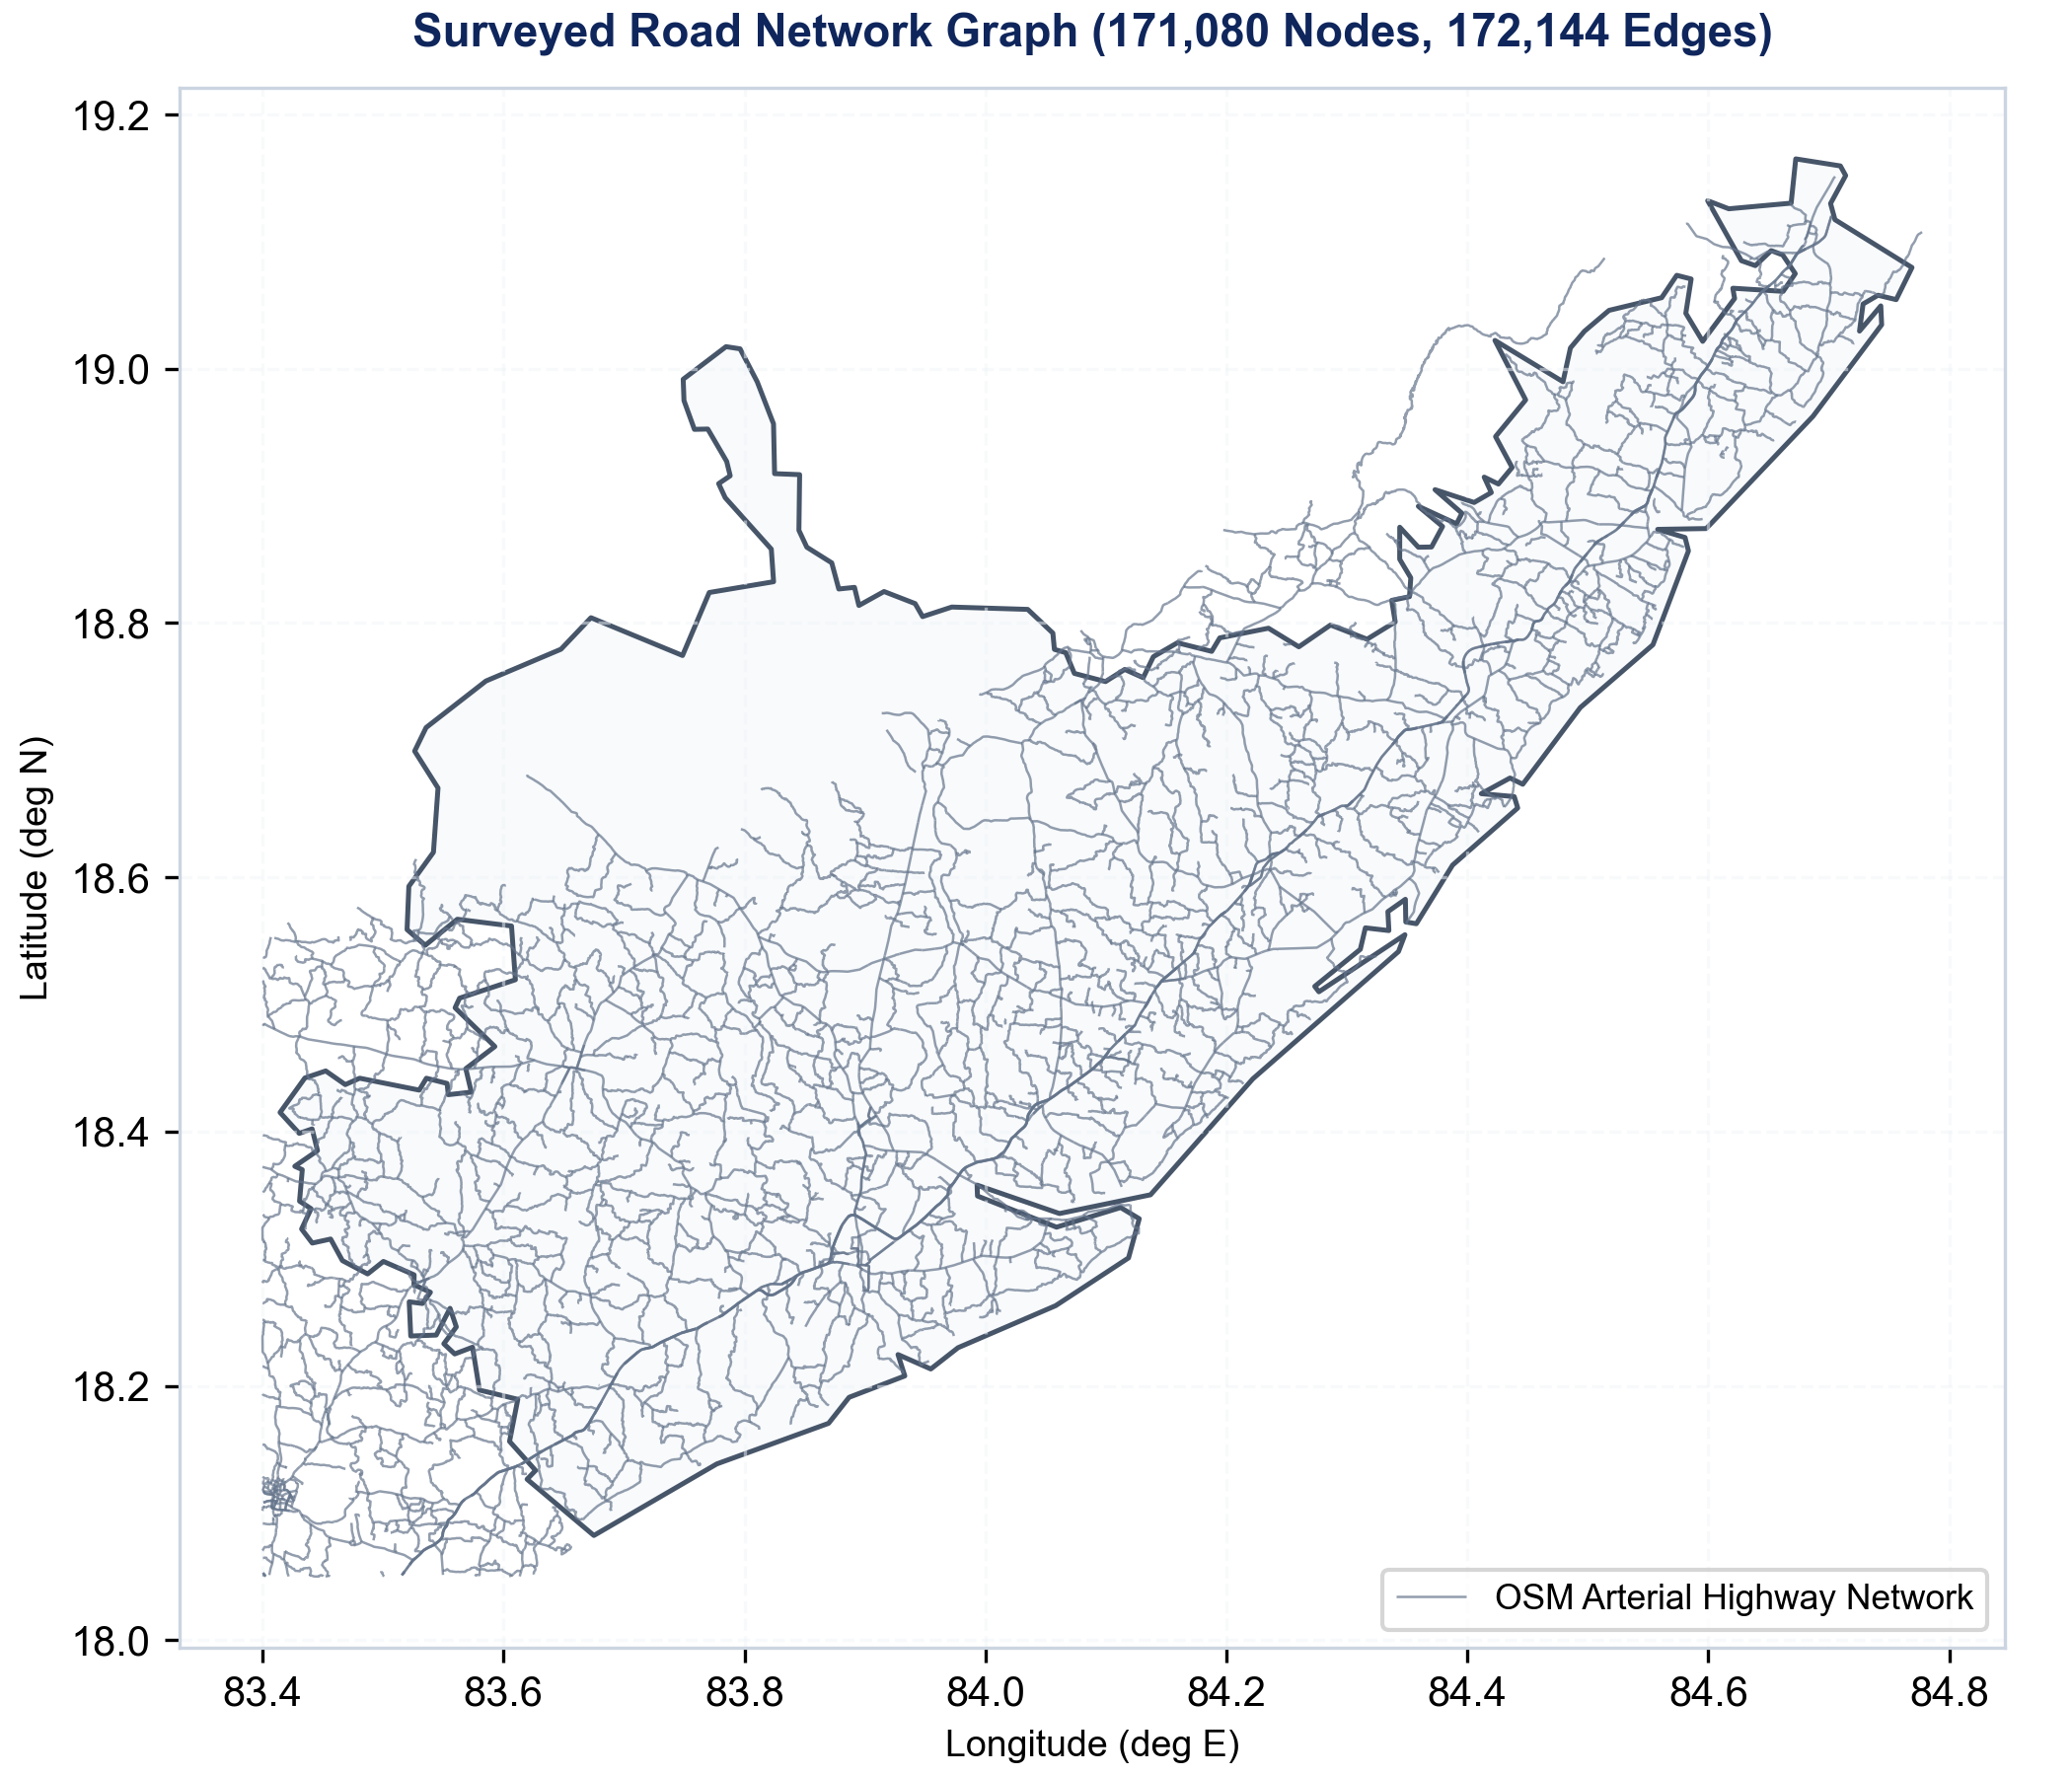 Surveyed Road Network Graph (171,080 Nodes, 172,144 Edges)
19.2
19.0
18.8
18.6
18.4
18.2
18.0
Latitude (deg N)
OSM Arterial Highway Network
83.4 83.6 83.8 84.0 84.2 84.4 84.6 84.8
Longitude (deg E)